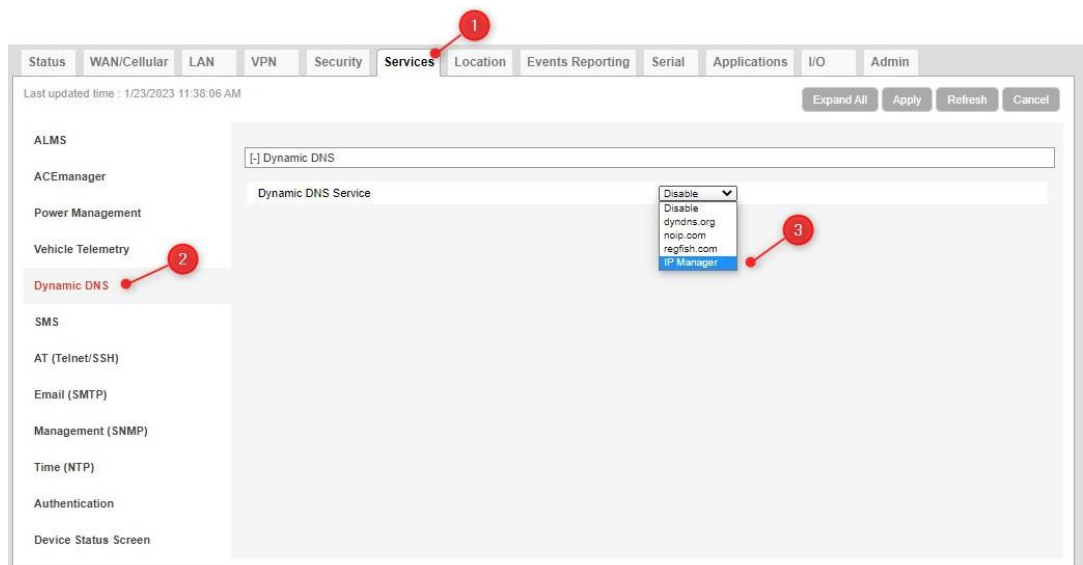 1
Status WAN/Cellular LAN VPN Security Services Location Events Reporting Serial Applications I/O Admin
Last updated time : 1/23/2023 11:38:06 AM
Expand All Apply Refresh Cancel
ALMS
[-] Dynamic DNS
ACEmanager
Dynamic DNS Service Disable
Disable
Power Management
dyndns.org
noip.com
3
regfish.com
Vehicle Telemetry
IP Manager
2
Dynamic DNS
SMS
AT (Telnet/SSH)
Email (SMTP)
Management (SNMP)
Time (NTP)
Authentication
Device Status Screen